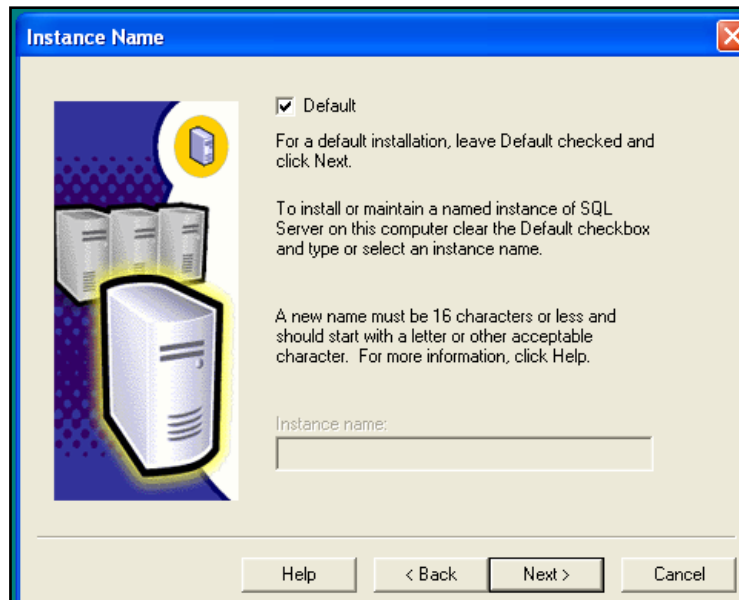 Instance Name
Default
For a default installation, leave Default checked and
click Next.
To install or maintain a named instance of SQL
Server on this computer clear the Default checkbox
and type or select an instance name.
A new name must be 16 characters or less and
should start with a letter or other acceptable
character.  For more information, click Help.
Instance name:
Help
< Back
Next >
Cancel